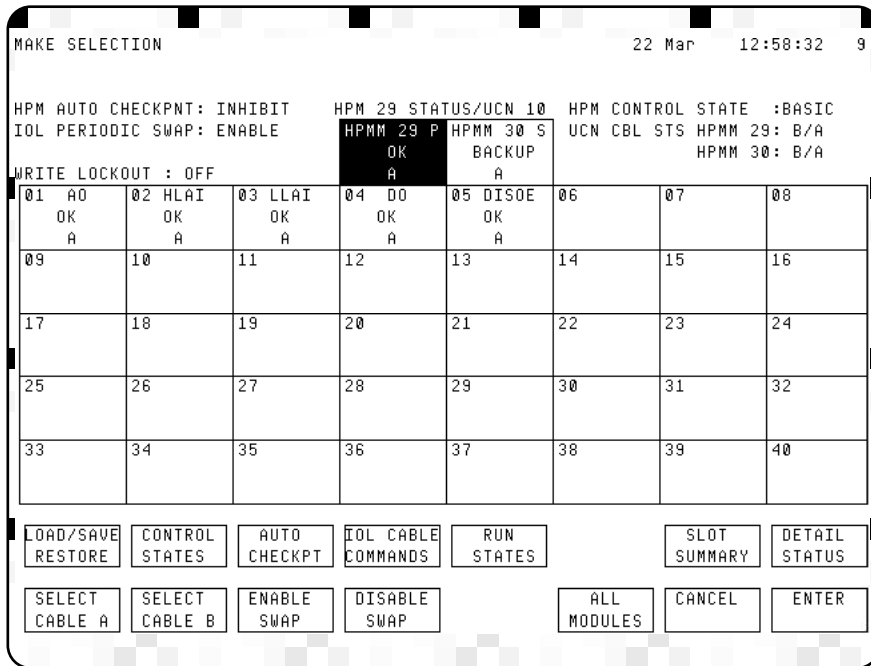 MAKE SELECTION 22 Mar 12:58:32 9
HPM AUTO CHECKPNT: INHIBIT HPM 29 STATUS/UCN 10 HPM CONTROL STATE :BASIC
IOL PERIODIC SWAP: ENABLE HPMM 29 P HPMM 30 S UCN CBL STS HPMM 29: B/A
OK BACKUP HPMM 30: B/A
WRITE LOCKOUT : OFF A A
01 AO 02 HLAI 03 LLAI 04 DO 05 DISOE 06 07 08
OK OK OK OK OK
A A A A A
09 10 11 12 13 14 15 16
17 18 19 20 21 22 23 24
25 26 27 28 29 30 31 32
33 34 35 36 37 38 39 40
LOAD/SAVE CONTROL AUTO IOL CABLE RUN SLOT DETAIL
RESTORE STATES CHECKPT COMMANDS STATES SUMMARY STATUS
SELECT SELECT ENABLE DISABLE ALL CANCEL ENTER
CABLE A CABLE B SWAP SWAP MODULES